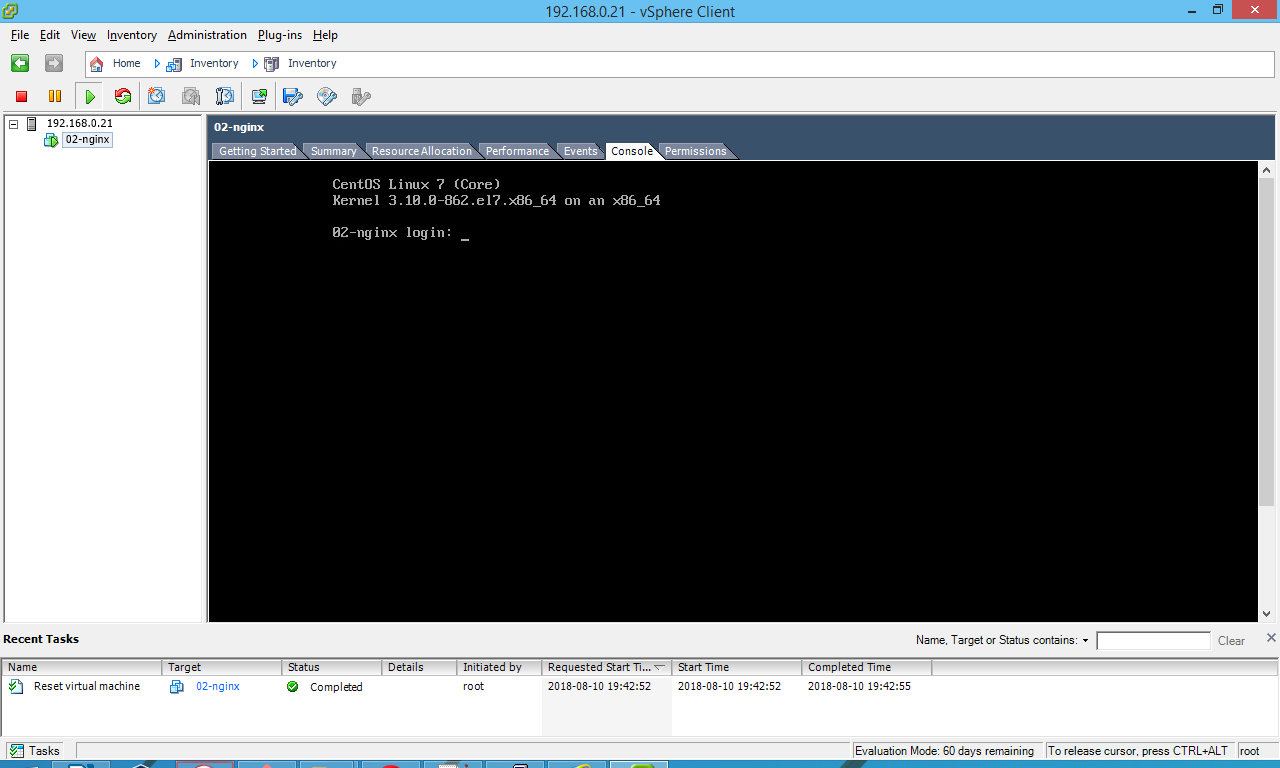 192.168.0.21 - vSphere Client
File Edit View Inventory Administration Plug-ins Help
Home Inventory Inventory
192.168.0.21
02-nginx
02-nginx
Getting Started Summary Resource Allocation Performance Events Console Permissions
CentOS Linux 7 (Core)
Kernel 3.10.0-862.el7.x86_64 on an x86_64
02-nginx login: _
Recent Tasks
Name, Target or Status contains: Clear
Name Target Status Details Initiated by Requested Start Ti... Start Time Completed Time
Reset virtual machine 02-nginx Completed root 2018-08-10 19:42:52 2018-08-10 19:42:52 2018-08-10 19:42:55
Tasks Evaluation Mode: 60 days remaining To release cursor, press CTRL+ALT root